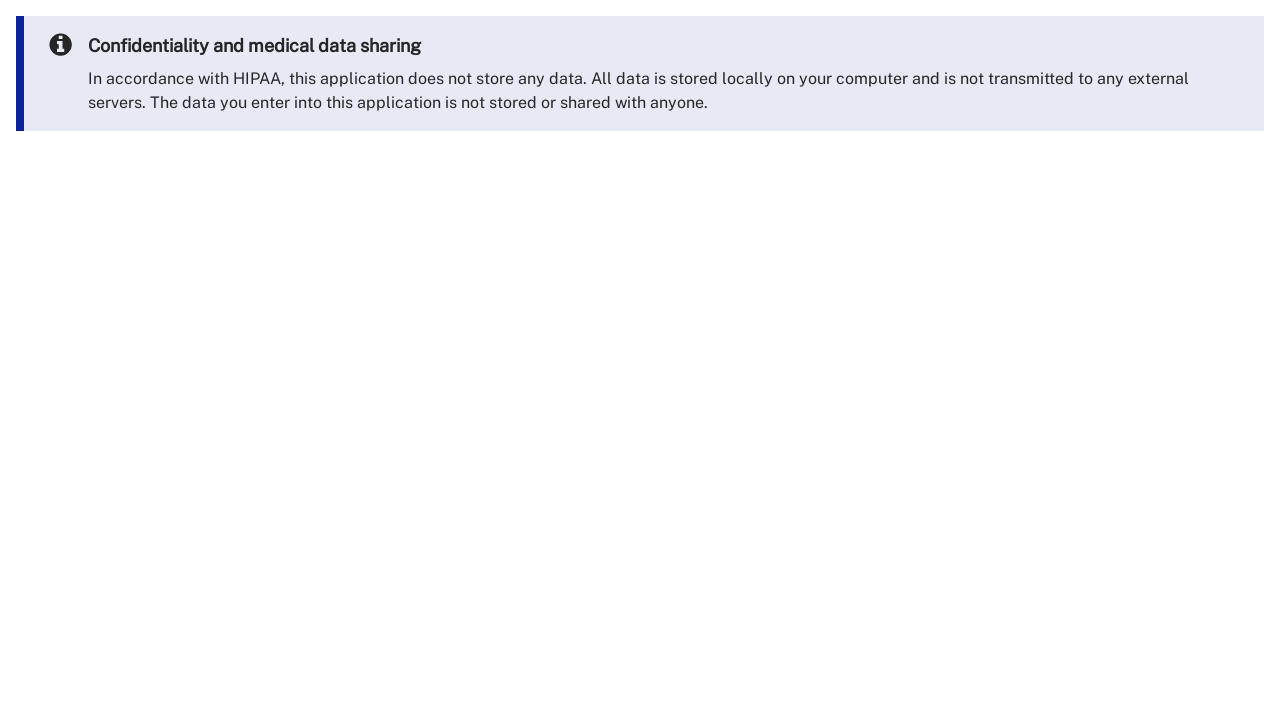 Confidentiality and medical data sharing
In accordance with HIPAA, this application does not store any data. All data is stored locally on your computer and is not transmitted to any external
servers. The data you enter into this application is not stored or shared with anyone.